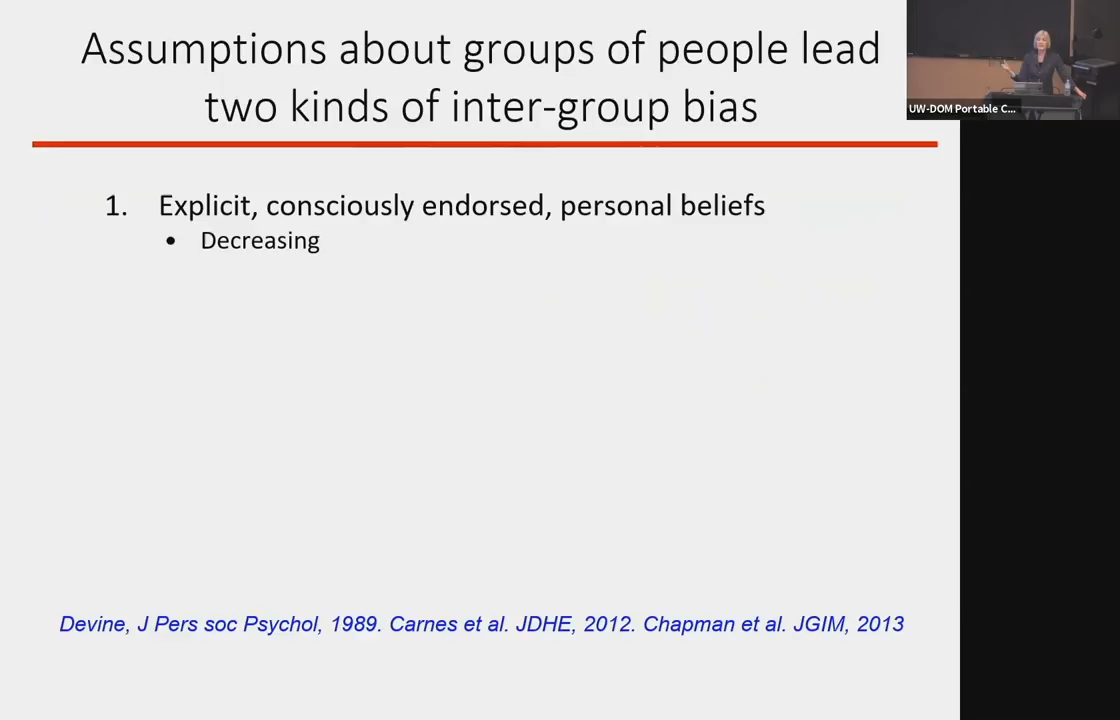 Assumptions about groups of people lead
two kinds of inter-group bias
UW-DOM Portable C...
1. Explicit, consciously endorsed, personal beliefs
• Decreasing
Devine, J Pers soc Psychol, 1989. Carnes et al. JDHE, 2012. Chapman et al. JGIM, 2013